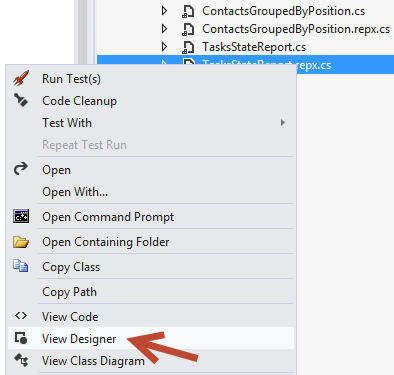 ContactsGroupedByPosition.cs
ContactsGroupedByPosition.repx.cs
TasksStateReport.cs
TasksStateReport.repx.cs
Run Test(s)
Code Cleanup
Test With
Repeat Test Run
Open
Open With...
Open Command Prompt
Open Containing Folder
Copy Class
Copy Path
View Code
View Designer
View Class Diagram